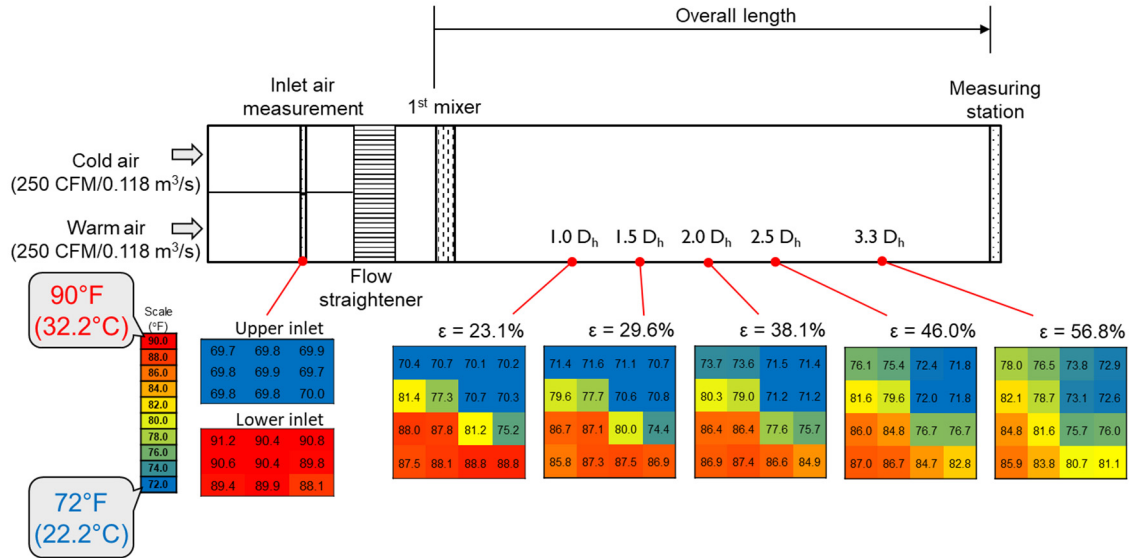 Overall length
Inlet air
measurement
1st mixer
Measuring
station
Cold air
(250 CFM/0.118 m³/s)
Warm air
(250 CFM/0.118 m³/s)
1.0 Dh
1.5 Dh
2.0 Dh
2.5 Dh
3.3 Dh
Flow
straightener
90°F
(32.2°C)
Scale
(°F)
90.0
88.0
86.0
84.0
82.0
80.0
78.0
76.0
74.0
72.0
72°F
(22.2°C)
Upper inlet
69.7 69.8 69.9
69.8 69.9 69.7
69.8 69.8 70.0
Lower inlet
91.2 90.4 90.8
90.6 90.4 89.8
89.4 89.9 88.1
ε = 23.1%
70.4 70.7 70.1 70.2
81.4 77.3 70.7 70.3
88.0 87.8 81.2 75.2
87.5 88.1 88.8 88.8
ε = 29.6%
71.4 71.6 71.1 70.7
79.6 77.7 70.6 70.8
86.7 87.1 80.0 74.4
85.8 87.3 87.5 86.9
ε = 38.1%
73.7 73.6 71.5 71.4
80.3 79.0 71.2 71.2
86.4 86.4 77.6 75.7
86.9 87.4 86.6 84.9
ε = 46.0%
76.1 75.4 72.4 71.8
81.6 79.6 72.0 71.8
86.0 84.8 76.7 76.7
87.0 86.7 84.7 82.8
ε = 56.8%
78.0 76.5 73.8 72.9
82.1 78.7 73.1 72.6
84.8 81.6 75.7 76.0
85.9 83.8 80.7 81.1